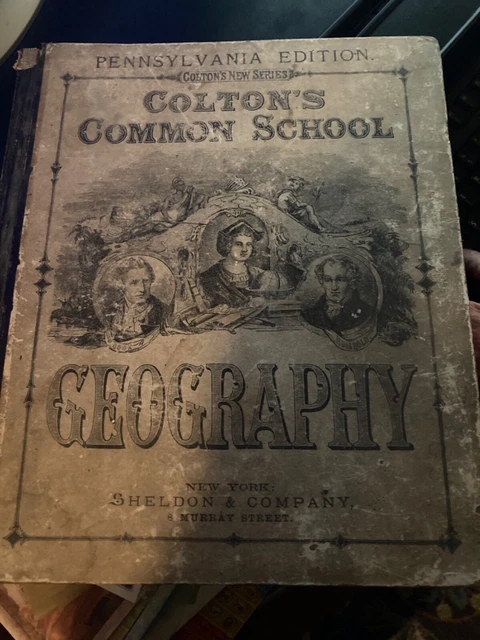 PENNSYLVANIA EDITION.
COLTON'S NEW SERIES
COLTON'S
COMMON SCHOOL
GEOGRAPHY
NEW YORK:
SHELDON & COMPANY,
8 MURRAY STREET.